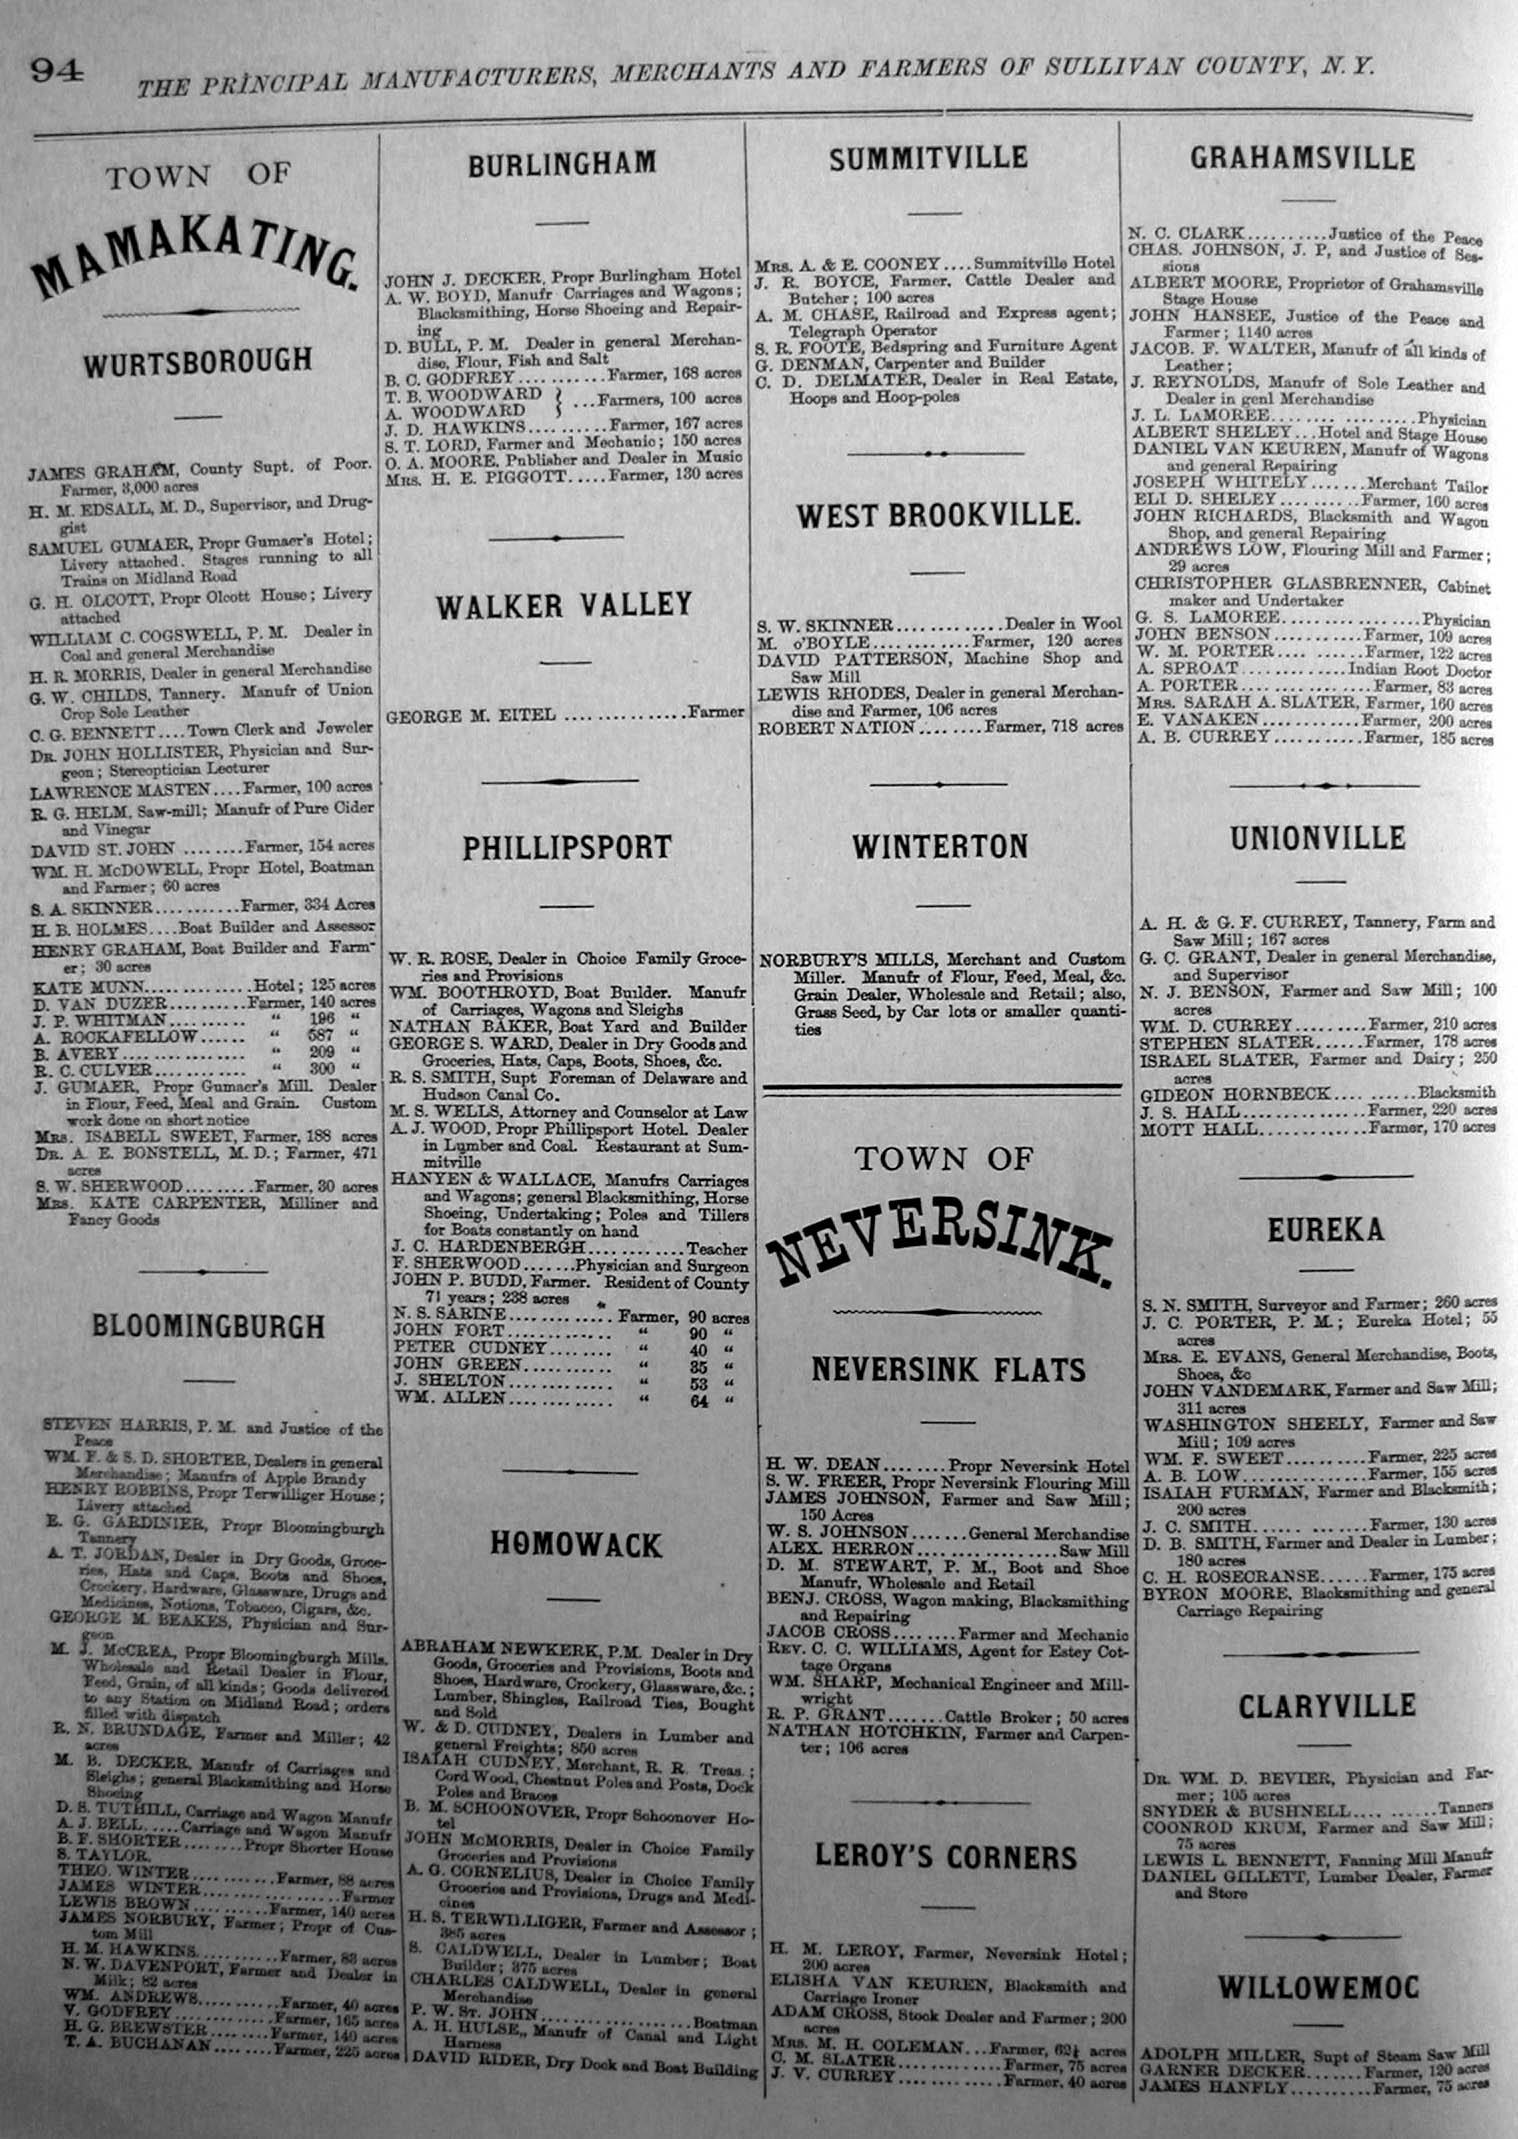 94
THE PRINCIPAL MANUFACTURERS, MERCHANTS AND FARMERS OF SULLIVAN COUNTY, N. Y.
TOWN OF
MAMAKATING.
WURTSBOROUGH
JAMES GRAHAM, County Supt. of Poor.
Farmer, 3,000 acres
H. M. EDSALL, M. D., Supervisor, and Drug-
gist
SAMUEL GUMAER, Propr Gumaer's Hotel;
Livery attached. Stages running to all
Trains on Midland Road
G. H. OLCOTT, Propr Olcott House; Livery
attached
WILLIAM C. COGSWELL, P. M. Dealer in
Coal and general Merchandise
H. R. MORRIS, Dealer in general Merchandise
G. W. CHILDS, Tannery. Manufr of Union
Crop Sole Leather
C. G. BENNETT....Town Clerk and Jeweler
DR. JOHN HOLLISTER, Physician and Sur-
geon; Stereoptician Lecturer
LAWRENCE MASTEN....Farmer, 100 acres
R. G. HELM, Saw-mill; Manufr of Pure Cider
and Vinegar
DAVID ST. JOHN ........Farmer, 154 acres
WM. H. McDOWELL, Propr Hotel, Boatman
and Farmer; 60 acres
S. A. SKINNER...........Farmer, 334 Acres
H. B. HOLMES....Boat Builder and Assessor
HENRY GRAHAM, Boat Builder and Farm-
er; 30 acres
KATE MUNN..............Hotel; 125 acres
D. VAN DUZER..........Farmer, 140 acres
J. P. WHITMAN.......... " 196 "
A. ROCKAFELLOW...... " 587 "
B. AVERY................ " 209 "
R. C. CULVER............ " 300 "
J. GUMAER, Propr Gumaer's Mill. Dealer
in Flour, Feed, Meal and Grain. Custom
work done on short notice
MRS. ISABELL SWEET, Farmer, 188 acres
DR. A. E. BONSTELL, M. D.; Farmer, 471
acres
S. W. SHERWOOD.........Farmer, 30 acres
MRS. KATE CARPENTER, Milliner and
Fancy Goods
BLOOMINGBURGH
STEVEN HARRIS, P. M. and Justice of the
Peace
WM. F. & S. D. SHORTER, Dealers in general
Merchandise; Manufrs of Apple Brandy
HENRY ROBBINS, Propr Terwilliger House;
Livery attached
E. G. GARDINIER, Propr Bloomingburgh
Tannery
A. T. JORDAN, Dealer in Dry Goods, Groce-
ries, Hats and Caps, Boots and Shoes,
Crockery, Hardware, Glassware, Drugs and
Medicines, Notions, Tobacco, Cigars, &c.
GEORGE M. BEAKES, Physician and Sur-
geon
M. J. McCREA, Propr Bloomingburgh Mills.
Wholesale and Retail Dealer in Flour,
Feed, Grain, of all kinds; Goods delivered
to any Station on Midland Road; orders
filled with dispatch
R. N. BRUNDAGE, Farmer and Miller; 42
acres
M. B. DECKER, Manufr of Carriages and
Sleighs; general Blacksmithing and Horse
Shoeing
D. S. TUTHILL, Carriage and Wagon Manufr
A. J. BELL.....Carriage and Wagon Manufr
B. F. SHORTER........Propr Shorter House
S. TAYLOR.
THEO. WINTER..........Farmer, 88 acres
JAMES WINTER...................Farmer
LEWIS BROWN..........Farmer, 140 acres
JAMES NORBURY, Farmer; Propr of Cus-
tom Mill
H. M. HAWKINS..........Farmer, 83 acres
N. W. DAVENPORT, Farmer and Dealer in
Milk; 82 acres
WM. ANDREWS..........Farmer, 40 acres
V. GODFREY............Farmer, 165 acres
H. G. BREWSTER........Farmer, 140 acres
T. A. BUCHANAN........Farmer, 225 acres
BURLINGHAM
JOHN J. DECKER, Propr Burlingham Hotel
A. W. BOYD, Manufr Carriages and Wagons;
Blacksmithing, Horse Shoeing and Repair-
ing
D. BULL, P. M. Dealer in general Merchan-
dise, Flour, Fish and Salt
B. C. GODFREY...........Farmer, 168 acres
T. B. WOODWARD } ...Farmers, 100 acres
A. WOODWARD
J. D. HAWKINS..........Farmer, 167 acres
S. T. LORD, Farmer and Mechanic; 150 acres
O. A. MOORE, Publisher and Dealer in Music
MRS. H. E. PIGGOTT.....Farmer, 130 acres
WALKER VALLEY
GEORGE M. EITEL ..............Farmer
PHILLIPSPORT
W. R. ROSE, Dealer in Choice Family Groce-
ries and Provisions
WM. BOOTHROYD, Boat Builder. Manufr
of Carriages, Wagons and Sleighs
NATHAN BAKER, Boat Yard and Builder
GEORGE S. WARD, Dealer in Dry Goods and
Groceries, Hats, Caps, Boots, Shoes, &c.
R. S. SMITH, Supt Foreman of Delaware and
Hudson Canal Co.
M. S. WELLS, Attorney and Counselor at Law
A. J. WOOD, Propr Phillipsport Hotel. Dealer
in Lumber and Coal. Restaurant at Sum-
mitville
HANYEN & WALLACE, Manufrs Carriages
and Wagons; general Blacksmithing, Horse
Shoeing, Undertaking; Poles and Tillers
for Boats constantly on hand
J. C. HARDENBERGH............Teacher
F. SHERWOOD.......Physician and Surgeon
JOHN P. BUDD, Farmer. Resident of County
71 years; 238 acres
N. S. SARINE............. Farmer, 90 acres
JOHN FORT.............. " 90 "
PETER CUDNEY........ " 40 "
JOHN GREEN........... " 35 "
J. SHELTON.............. " 53 "
WM. ALLEN.............. " 64 "
HOMOWACK
ABRAHAM NEWKERK, P.M. Dealer in Dry
Goods, Groceries and Provisions, Boots and
Shoes, Hardware, Crockery, Glassware, &c.;
Lumber, Shingles, Railroad Ties, Bought
and Sold
W. & D. CUDNEY, Dealers in Lumber and
general Freights; 850 acres
ISAIAH CUDNEY, Merchant, R. R. Treas.;
Cord Wood, Chestnut Poles and Posts, Dock
Poles and Braces
B. M. SCHOONOVER, Propr Schoonover Ho-
tel
JOHN McMORRIS, Dealer in Choice Family
Groceries and Provisions
A. G. CORNELIUS, Dealer in Choice Family
Groceries and Provisions, Drugs and Medi-
cines
H. S. TERWILLIGER, Farmer and Assessor;
385 acres
S. CALDWELL, Dealer in Lumber; Boat
Builder; 375 acres
CHARLES CALDWELL, Dealer in general
Merchandise
P. W. ST. JOHN....................Boatman
A. H. HULSE,, Manufr of Canal and Light
Harness
DAVID RIDER, Dry Dock and Boat Building
SUMMITVILLE
MRS. A. & E. COONEY....Summitville Hotel
J. R. BOYCE, Farmer, Cattle Dealer and
Butcher; 100 acres
A. M. CHASE, Railroad and Express agent;
Telegraph Operator
S. R. FOOTE, Bedspring and Furniture Agent
G. DENMAN, Carpenter and Builder
C. D. DELMATER, Dealer in Real Estate,
Hoops and Hoop-poles
WEST BROOKVILLE.
S. W. SKINNER.............Dealer in Wool
M. O'BOYLE...........Farmer, 120 acres
DAVID PATTERSON, Machine Shop and
Saw Mill
LEWIS RHODES, Dealer in general Merchan-
dise and Farmer, 106 acres
ROBERT NATION........Farmer, 718 acres
WINTERTON
NORBURY'S MILLS, Merchant and Custom
Miller. Manufr of Flour, Feed, Meal, &c.
Grain Dealer, Wholesale and Retail; also,
Grass Seed, by Car lots or smaller quanti-
ties
TOWN OF
NEVERSINK.
NEVERSINK FLATS
H. W. DEAN........Propr Neversink Hotel
S. W. FREER, Propr Neversink Flouring Mill
JAMES JOHNSON, Farmer and Saw Mill;
150 Acres
W. S. JOHNSON.......General Merchandise
ALEX. HERRON.................Saw Mill
D. M. STEWART, P. M., Boot and Shoe
Manufr, Wholesale and Retail
BENJ. CROSS, Wagon making, Blacksmithing
and Repairing
JACOB CROSS........Farmer and Mechanic
REV. C. C. WILLIAMS, Agent for Estey Cot-
tage Organs
WM. SHARP, Mechanical Engineer and Mill-
wright
R. P. GRANT.......Cattle Broker; 50 acres
NATHAN HOTCHKIN, Farmer and Carpen-
ter; 106 acres
LEROY'S CORNERS
H. M. LEROY, Farmer, Neversink Hotel;
200 acres
ELISHA VAN KEUREN, Blacksmith and
Carriage Ironer
ADAM CROSS, Stock Dealer and Farmer; 200
acres
MRS. M. H. COLEMAN...Farmer, 62½ acres
C. M. SLATER.............Farmer, 75 acres
J. V. CURREY.............Farmer, 40 acres
GRAHAMSVILLE
N. C. CLARK..........Justice of the Peace
CHAS. JOHNSON, J. P, and Justice of Ses-
sions
ALBERT MOORE, Proprietor of Grahamsville
Stage House
JOHN HANSEE, Justice of the Peace and
Farmer; 1140 acres
JACOB. F. WALTER, Manufr of all kinds of
Leather;
J. REYNOLDS, Manufr of Sole Leather and
Dealer in genl Merchandise
J. L. LAMOREE..................Physician
ALBERT SHELEY...Hotel and Stage House
DANIEL VAN KEUREN, Manufr of Wagons
and general Repairing
JOSEPH WHITELY.......Merchant Tailor
ELI D. SHELEY..........Farmer, 160 acres
JOHN RICHARDS, Blacksmith and Wagon
Shop, and general Repairing
ANDREWS LOW, Flouring Mill and Farmer;
29 acres
CHRISTOPHER GLASBRENNER, Cabinet
maker and Undertaker
G. S. LAMOREE.................Physician
JOHN BENSON...........Farmer, 109 acres
W. M. PORTER..........Farmer, 122 acres
A. SPROAT.............Indian Root Doctor
A. PORTER................Farmer, 83 acres
MRS. SARAH A. SLATER, Farmer, 160 acres
E. VANAKEN............Farmer, 200 acres
A. B. CURREY...........Farmer, 185 acres
UNIONVILLE
A. H. & G. F. CURREY, Tannery, Farm and
Saw Mill; 167 acres
G. C. GRANT, Dealer in general Merchandise,
and Supervisor
N. J. BENSON, Farmer and Saw Mill; 100
acres
WM. D. CURREY.........Farmer, 210 acres
STEPHEN SLATER......Farmer, 178 acres
ISRAEL SLATER, Farmer and Dairy; 250
acres
GIDEON HORNBECK..........Blacksmith
J. S. HALL...............Farmer, 220 acres
MOTT HALL.............Farmer, 170 acres
EUREKA
S. N. SMITH, Surveyor and Farmer; 260 acres
J. C. PORTER, P. M.; Eureka Hotel; 55
acres
MRS. E. EVANS, General Merchandise, Boots,
Shoes, &c
JOHN VANDEMARK, Farmer and Saw Mill;
311 acres
WASHINGTON SHEELY, Farmer and Saw
Mill; 109 acres
WM. F. SWEET..........Farmer, 225 acres
A. B. LOW...............Farmer, 155 acres
ISAIAH FURMAN, Farmer and Blacksmith;
200 acres
J. C. SMITH..............Farmer, 130 acres
D. B. SMITH, Farmer and Dealer in Lumber;
180 acres
C. H. ROSECRANSE......Farmer, 175 acres
BYRON MOORE, Blacksmithing and general
Carriage Repairing
CLARYVILLE
DR. WM. D. BEVIER, Physician and Far-
mer; 105 acres
SNYDER & BUSHNELL...........Tanners
COONROD KRUM, Farmer and Saw Mill;
75 acres
LEWIS L. BENNETT, Fanning Mill Manufr
DANIEL GILLETT, Lumber Dealer, Farmer
and Store
WILLOWEMOC
ADOLPH MILLER, Supt of Steam Saw Mill
GARNER DECKER.......Farmer, 120 acres
JAMES HANFLY..........Farmer, 75 acres